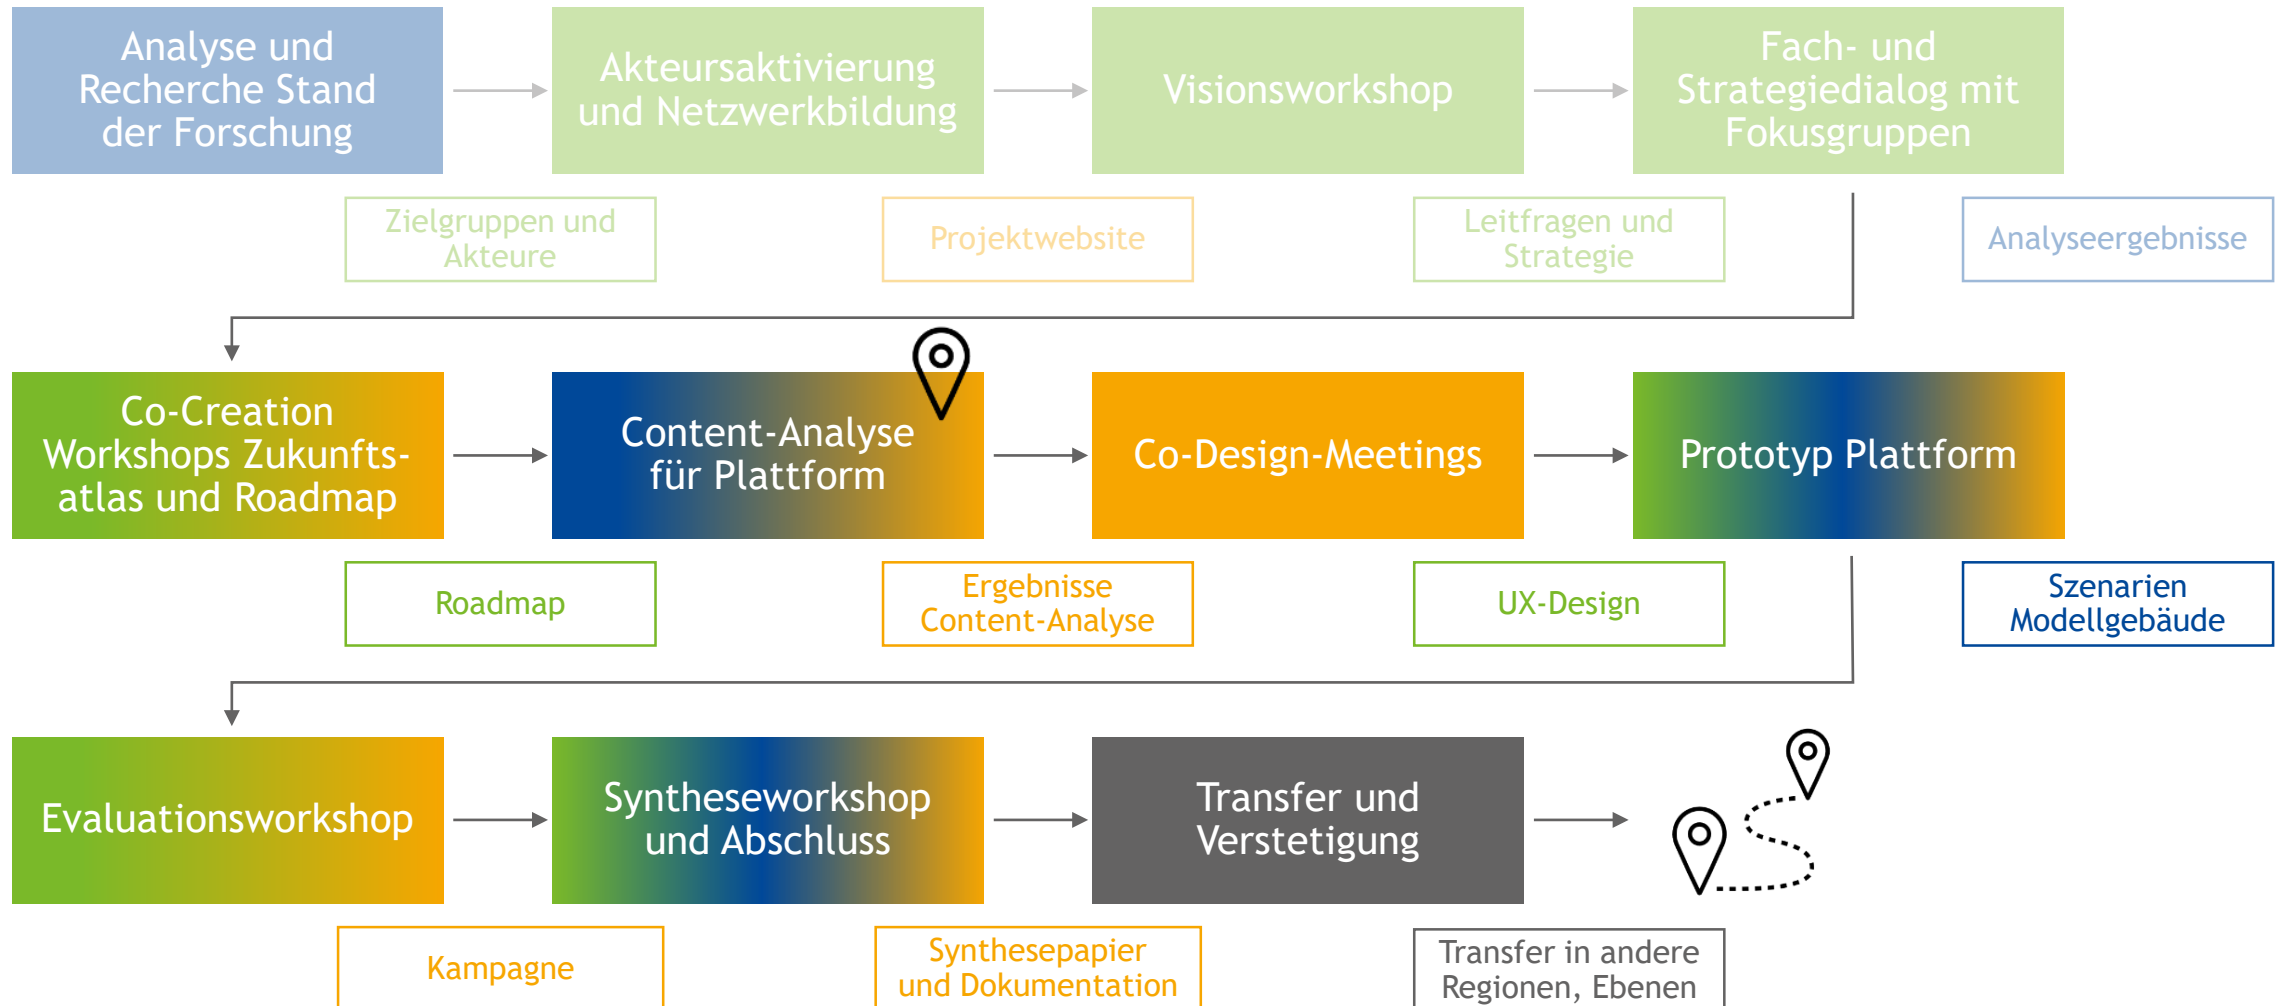 Analyse und
Recherche Stand
der Forschung
Akteursaktivierung
und Netzwerkbildung
Visionsworkshop
Fach- und
Strategiedialog mit
Fokusgruppen
Zielgruppen und
Akteure
Projektwebsite
Leitfragen und
Strategie
Analyseergebnisse
Co-Creation
Workshops Zukunfts-
atlas und Roadmap
Content-Analyse
für Plattform
Co-Design-Meetings
Prototyp Plattform
Roadmap
Ergebnisse
Content-Analyse
UX-Design
Szenarien
Modellgebäude
Evaluationsworkshop
Syntheseworkshop
und Abschluss
Transfer und
Verstetigung
Kampagne
Synthesepapier
und Dokumentation
Transfer in andere
Regionen, Ebenen